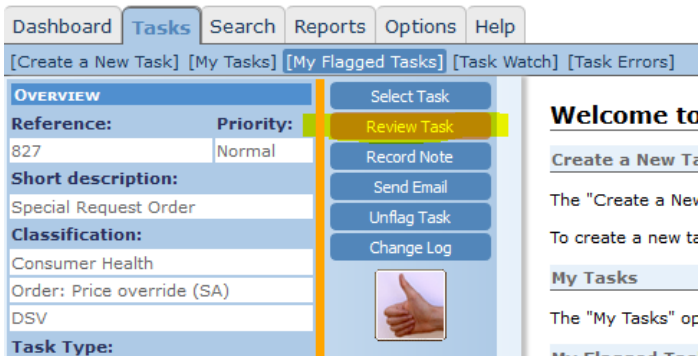 Dashboard Tasks Search Reports Options Help
[Create a New Task] [My Tasks] [My Flagged Tasks] [Task Watch] [Task Errors]
OVERVIEW
Reference: Priority:
827 Normal
Short description:
Special Request Order
Classification:
Consumer Health
Order: Price override (SA)
DSV
Task Type:
Select Task
Review Task
Record Note
Send Email
Unflag Task
Change Log
Welcome to
Create a New Ta
The "Create a New
To create a new ta
My Tasks
The "My Tasks" op
My Flagged Tas